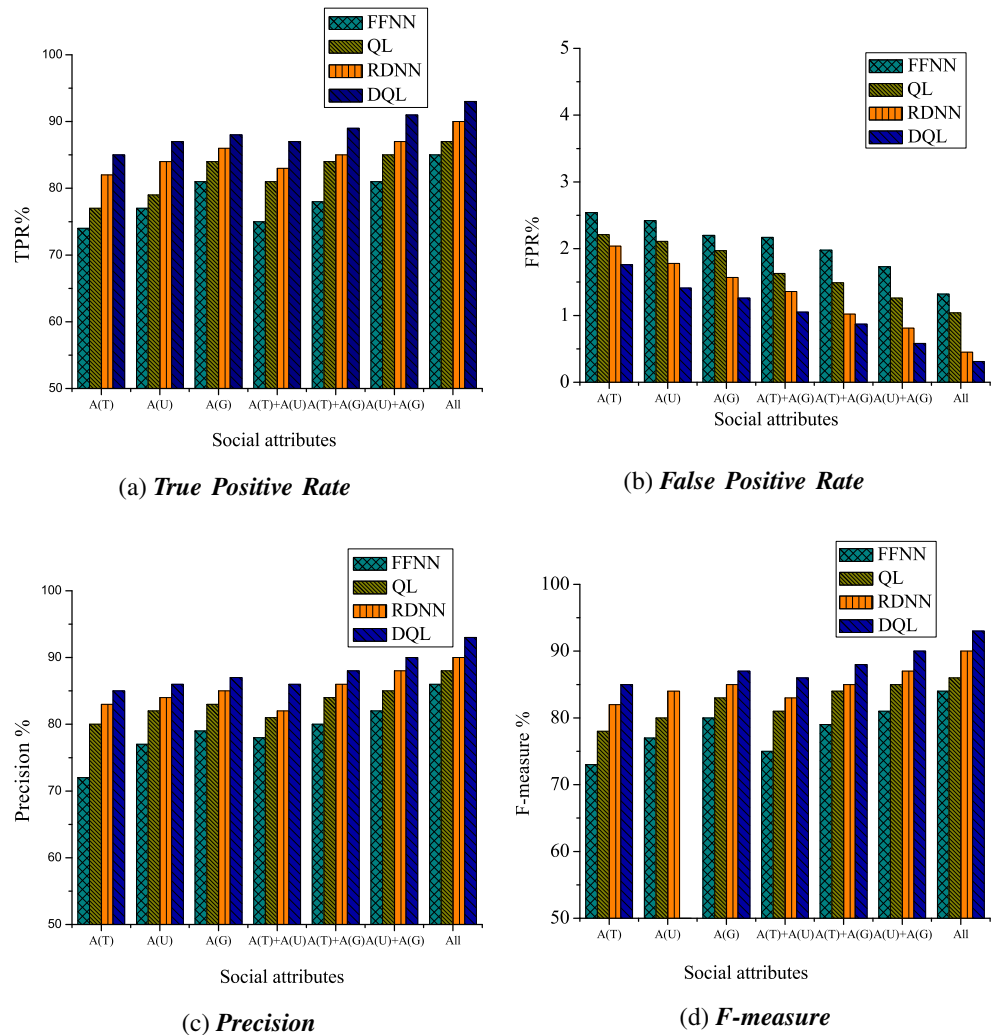 FFNN
QL
RDNN
DQL
100
90
80
70
60
50
TPR%
A(T) A(U) A(G) A(T)+A(U) A(T)+A(G) A(U)+A(G) All
Social attributes
(a) True Positive Rate
FFNN
QL
RDNN
DQL
5
4
3
2
1
0
FPR%
A(T) A(U) A(G) A(T)+A(U) A(T)+A(G) A(U)+A(G) All
Social attributes
(b) False Positive Rate
FFNN
QL
RDNN
DQL
100
90
80
70
60
50
Precision %
A(T) A(U) A(G) A(T)+A(U) A(T)+A(G) A(U)+A(G) All
Social attributes
(c) Precision
FFNN
QL
RDNN
DQL
100
90
80
70
60
50
F-measure %
A(T) A(U) A(G) A(T)+A(U) A(T)+A(G) A(U)+A(G) All
Social attributes
(d) F-measure